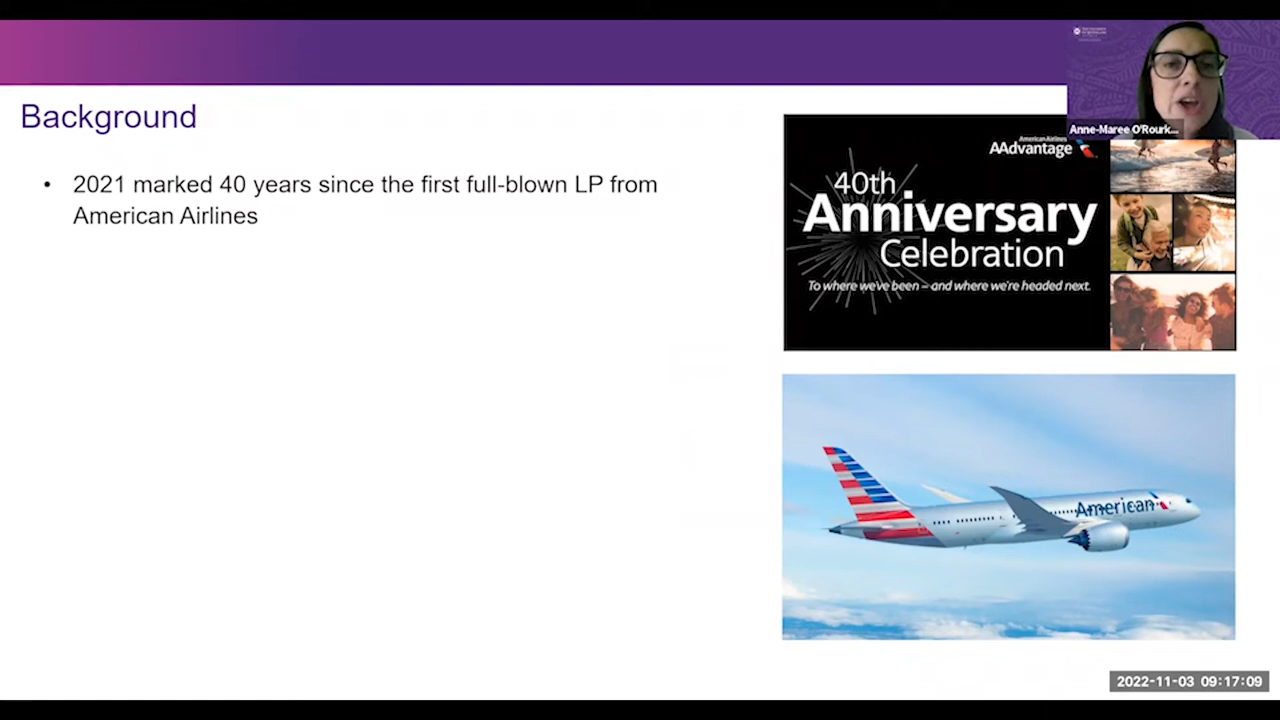 Anne-Maree O'Rourk...
Background
• 2021 marked 40 years since the first full-blown LP from
American Airlines
American Airlines
AAdvantage
40th
Anniversary
Celebration
To where we've been – and where we're headed next.
American
2022-11-03 09:17:09